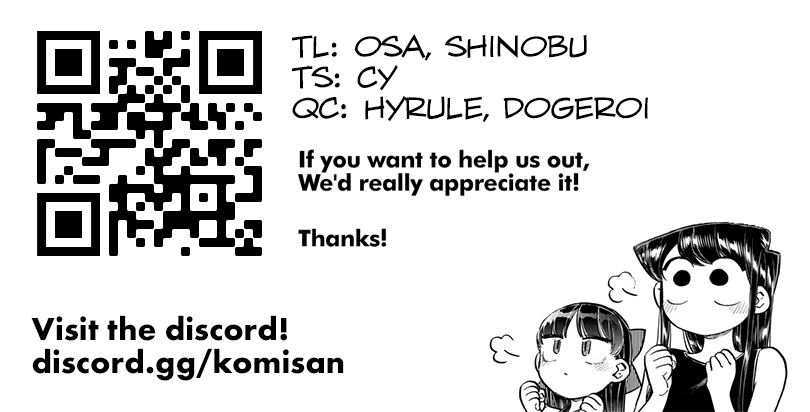 TL: OSA, SHINOBU
TS: CY
QC: HYRULE, DOGEROI
If you want to help us out,
We'd really appreciate it!
Thanks!
Visit the discord!
discord.gg/komisan